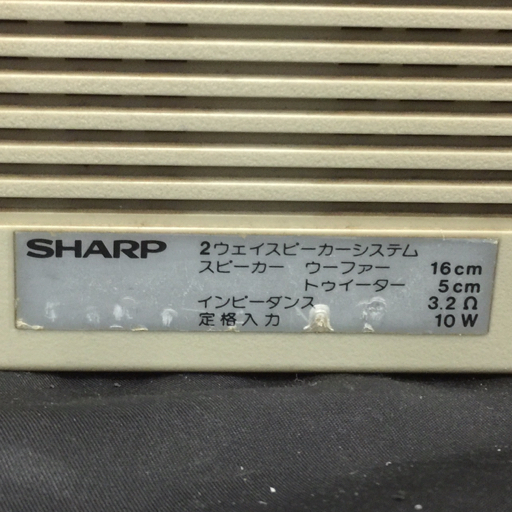 SHARP 2ウェイスピーカーシステム
スピーカー ウーファー 16cm
トゥイーター 5cm
インピーダンス 3.2Ω
定格入力 10W